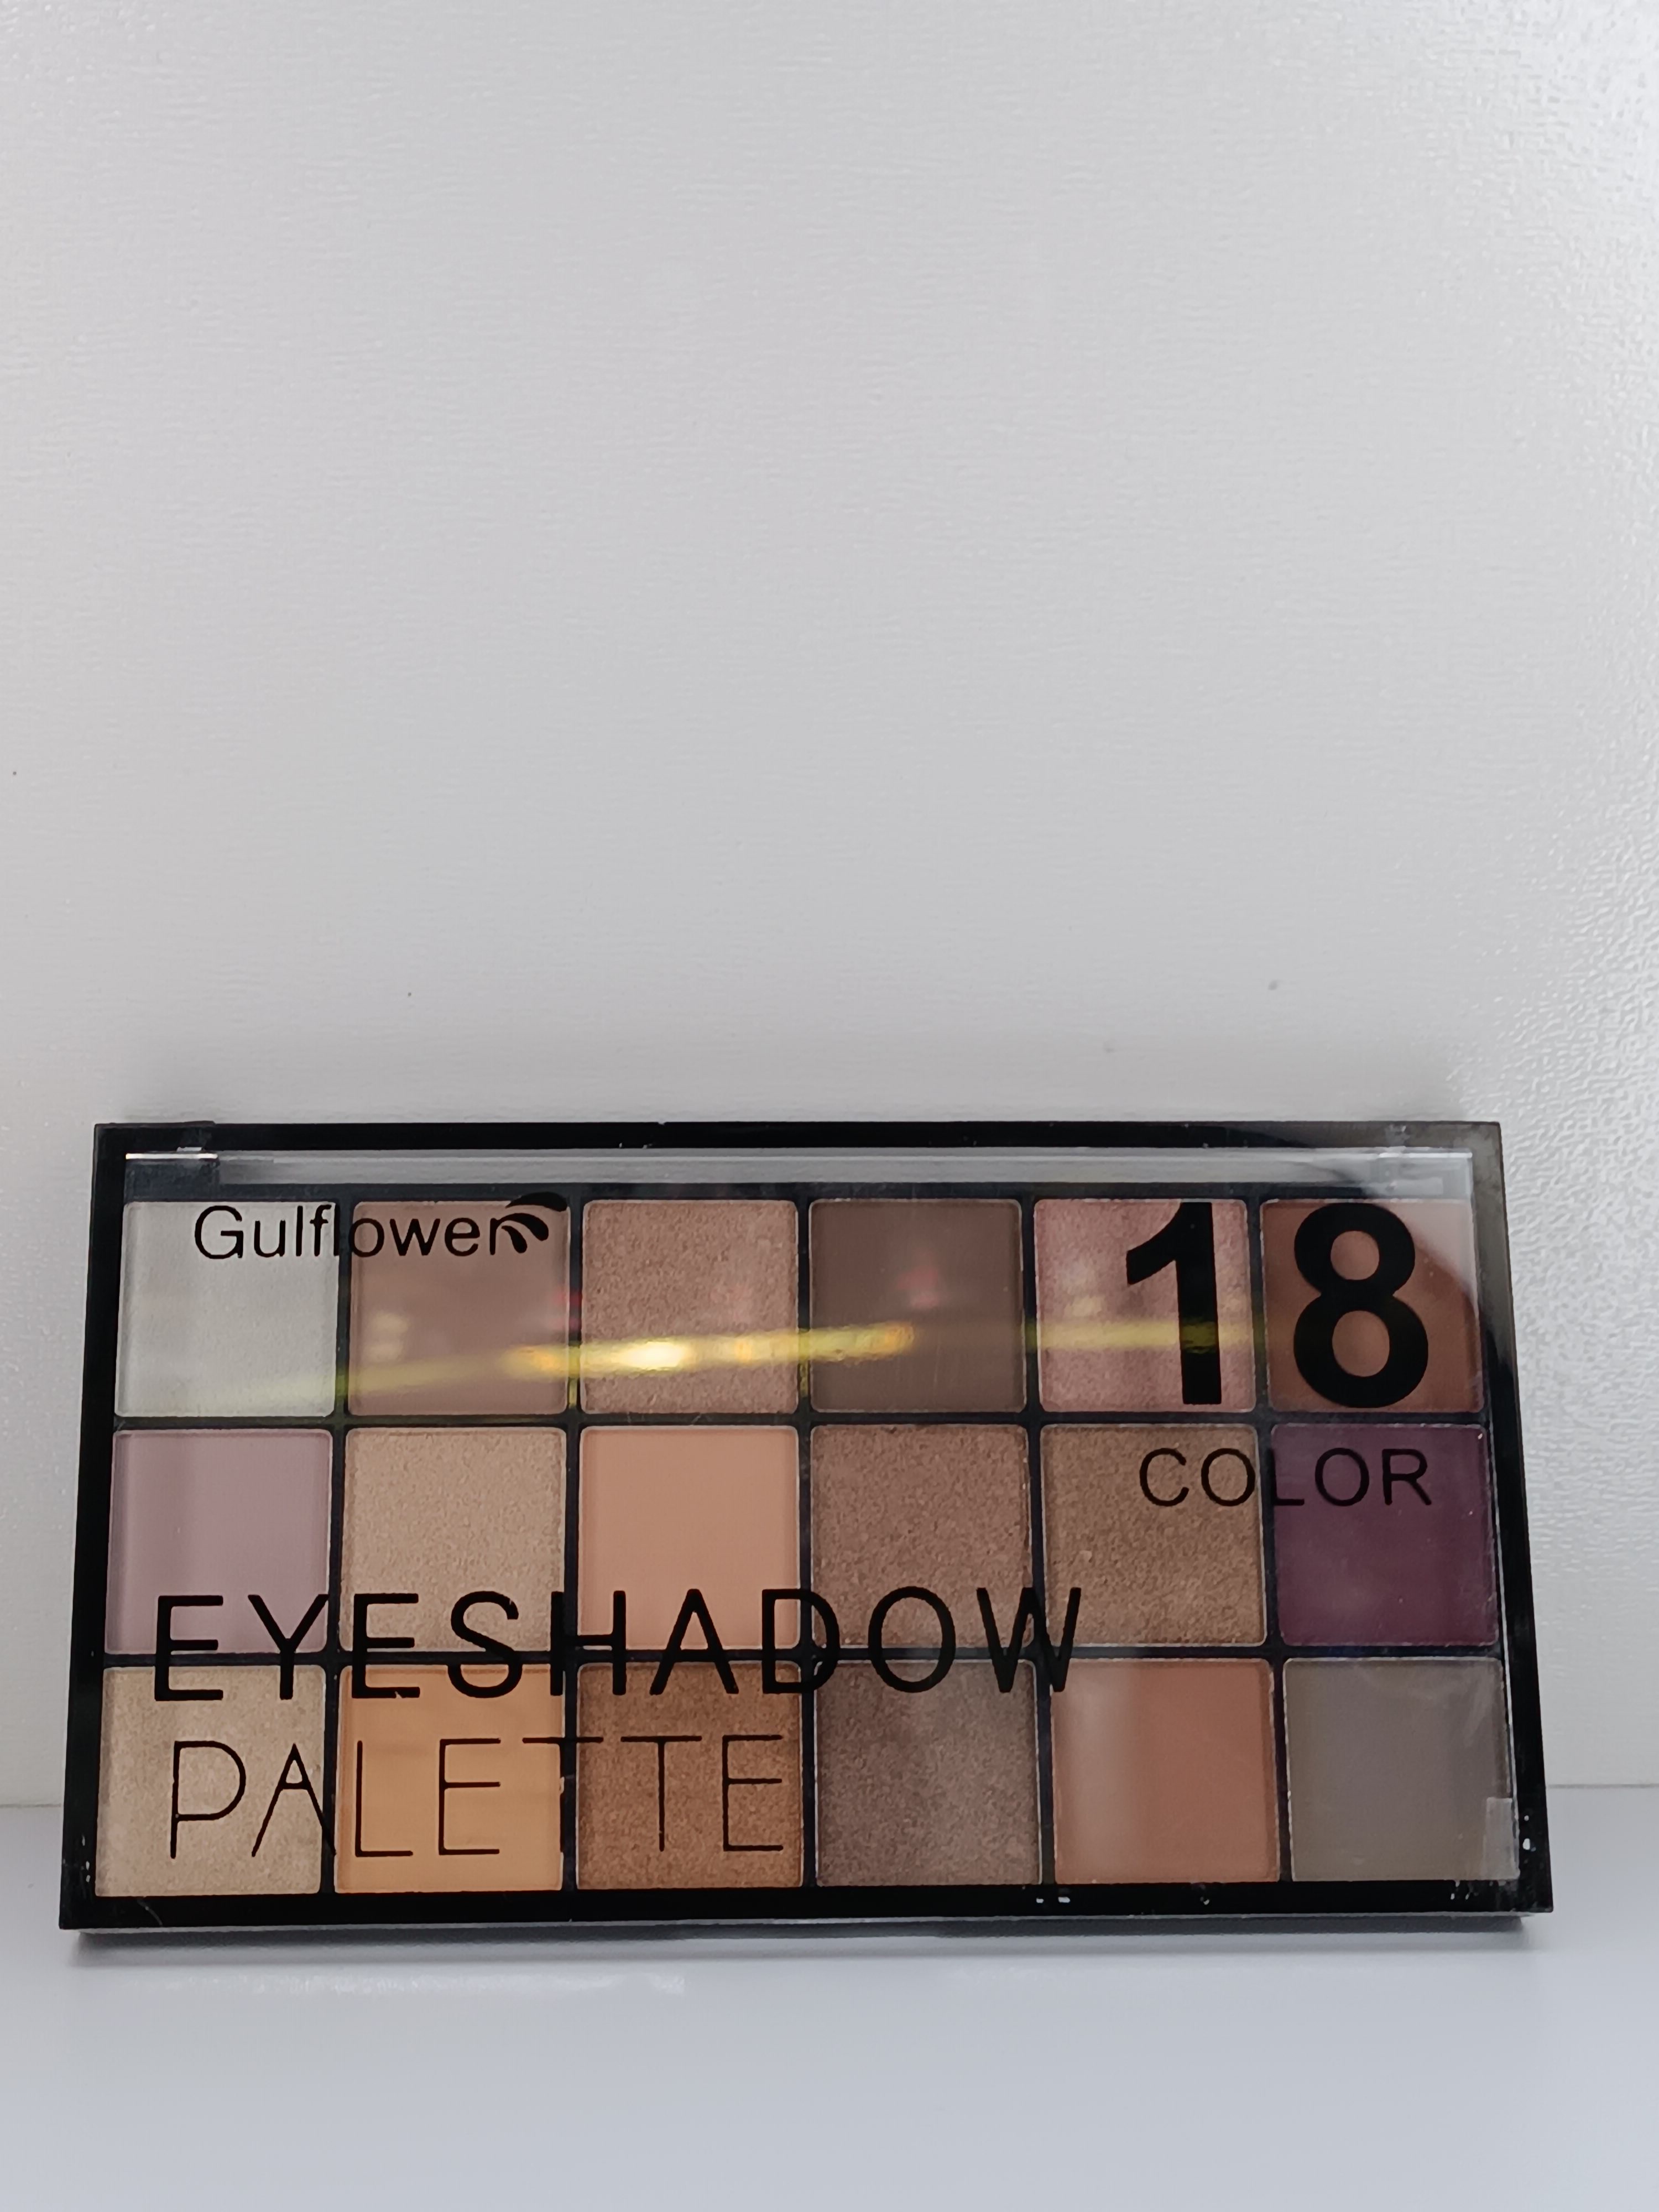 Gulflower
18
COLOR
EYESHADOW
PALETTE